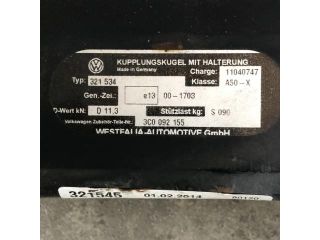 KUPPLUNGSKUGEL MIT HALTERUNG
Made in Germany Charge: 11040747
Typ: 321 534 Klasse: A50-X
Gen.-Zei.: e13 00-1703
D-Wert kN: D 11,3 Stützlast kg: S 090
Volkswagen Zubehör-Teile-Nr.: 3C0 092 155
WESTFALIA-AUTOMOTIVE GmbH
321545 01.02.2014